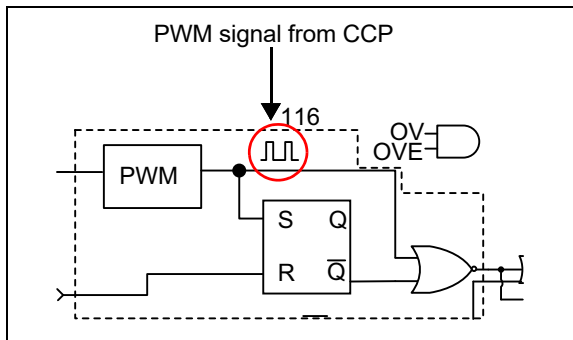 PWM signal from CCP
116
OV
OVE
PWM
S Q
R Q̅